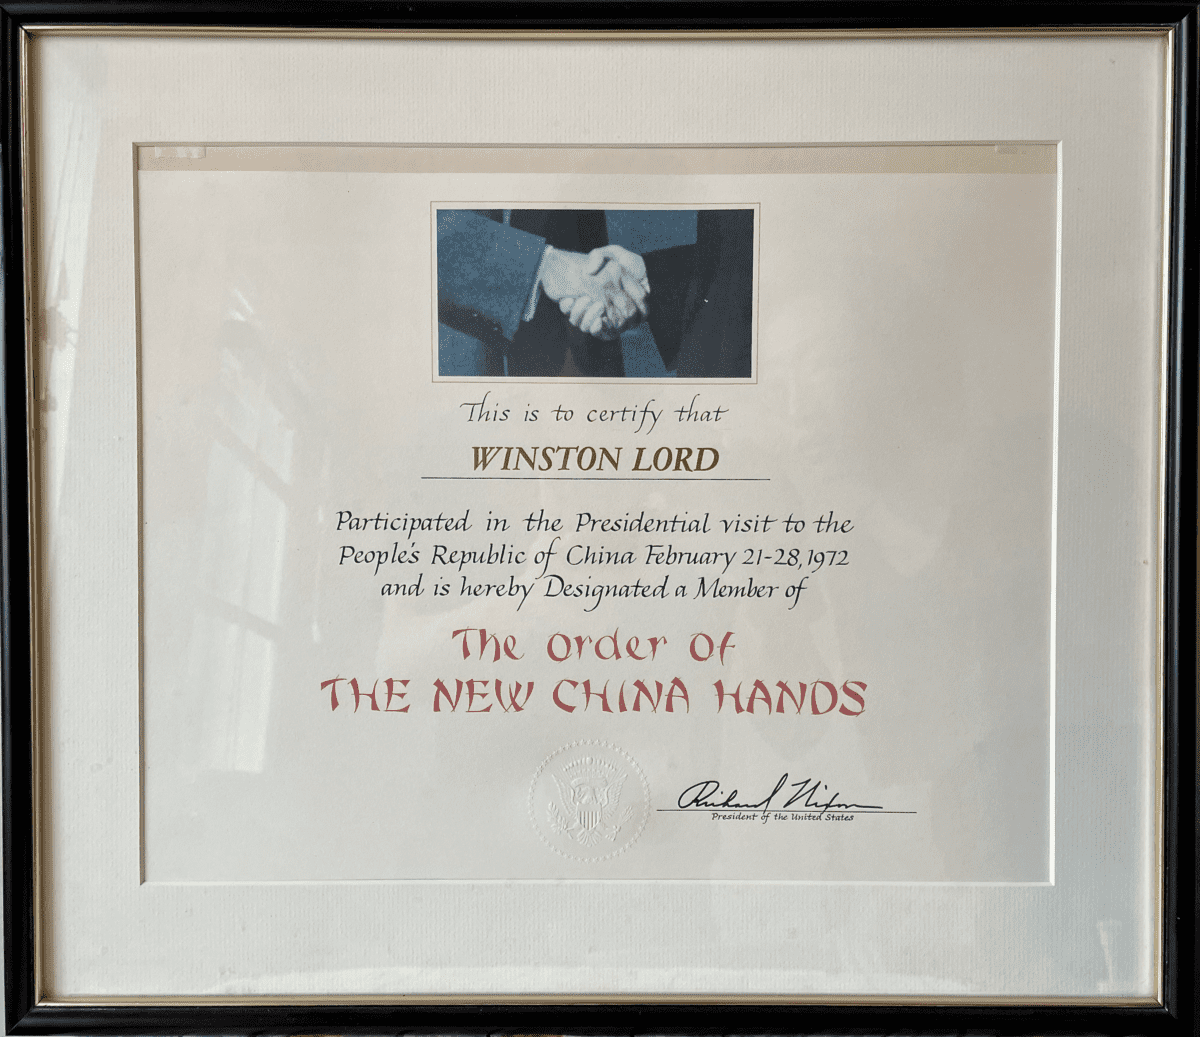 This is to certify that
WINSTON LORD
Participated in the Presidential visit to the
People's Republic of China February 21-28, 1972
and is hereby Designated a Member of
The Order Of
THE NEW CHINA HANDS
Richard Nixon
President of the United States